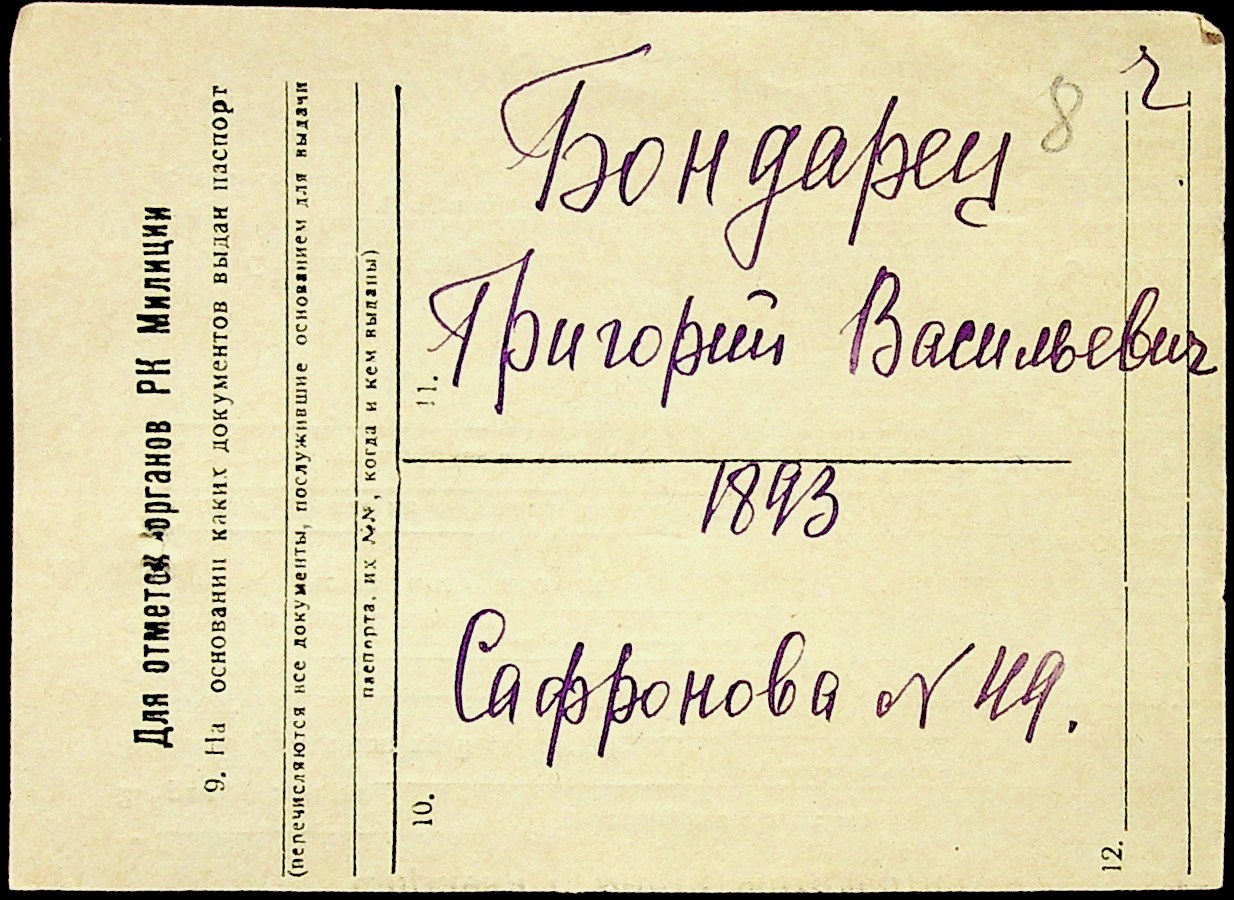 Для отметок органов РК Милиции
9. На основании каких документов выдан паспорт
(перечисляются все документы, послужившие основанием для выдачи
паспорта, их №№, когда и кем выданы)
10.
11.
12.
8
ч
Бондарец
Григорий Васильевич
1893
Сафронова № 49.